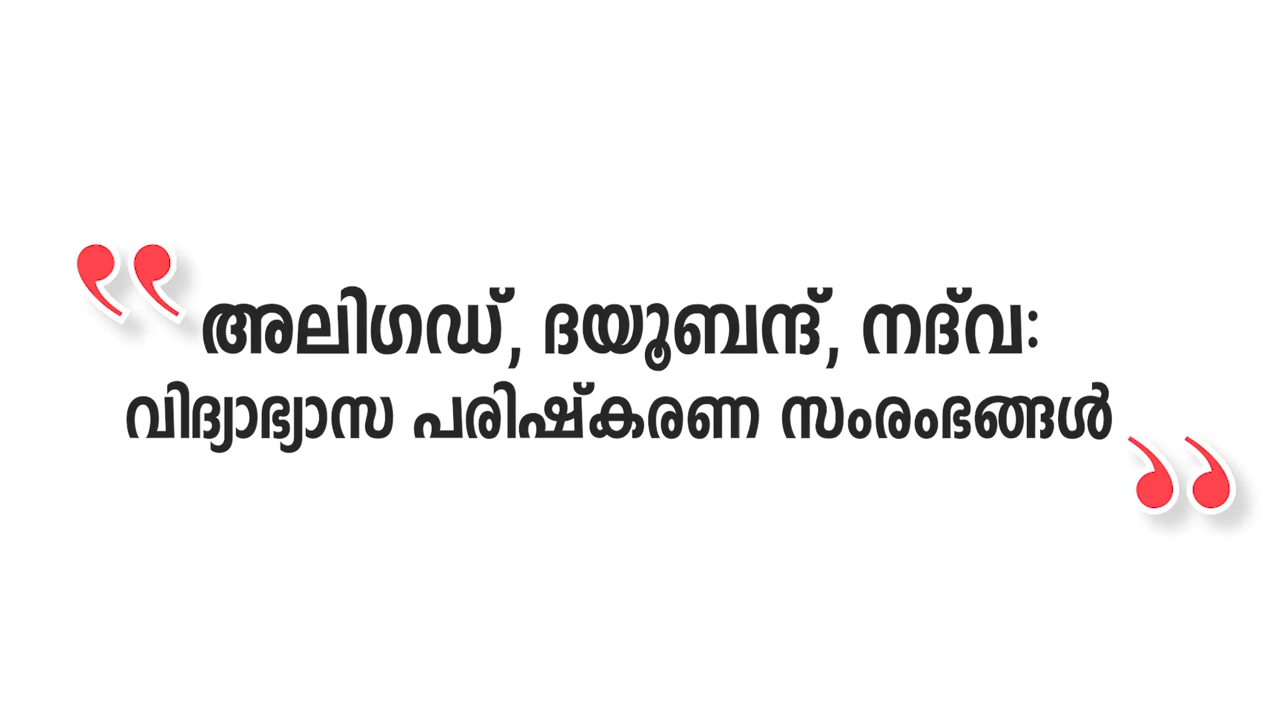 “അലിഗഡ്, ദയൂബന്ദ്, നദ്‌വ:
വിദ്യാഭ്യാസ പരിഷ്കരണ സംരംഭങ്ങൾ”